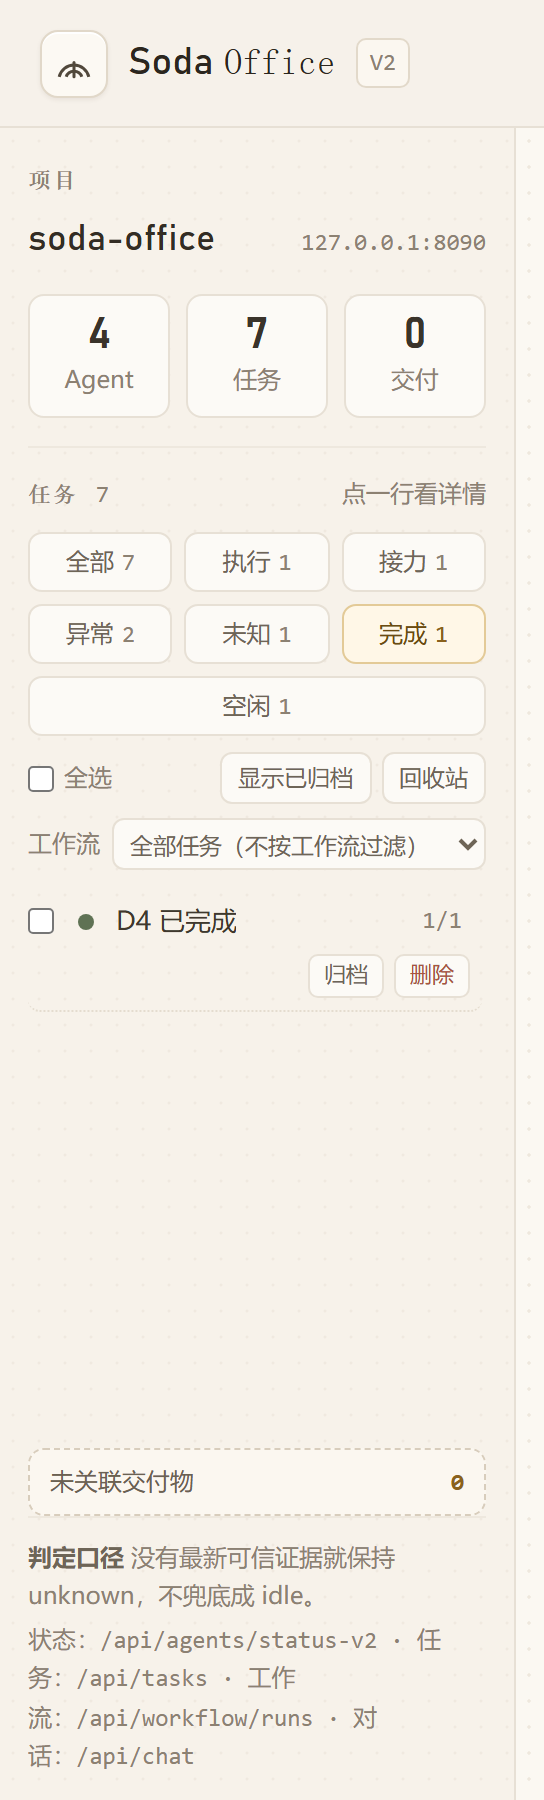 Soda Office V2
项目
soda-office 127.0.0.1:8090
4 7 0
Agent 任务 交付
任务 7 点一行看详情
全部 7 执行 1 接力 1
异常 2 未知 1 完成 1
空闲 1
全选 显示已归档 回收站
工作流 全部任务（不按工作流过滤）
D4 已完成 1/1
归档 删除
未关联交付物 0
判定口径 没有最新可信证据就保持
unknown，不兜底成 idle。
状态：/api/agents/status-v2 · 任
务：/api/tasks · 工作
流：/api/workflow/runs · 对
话：/api/chat